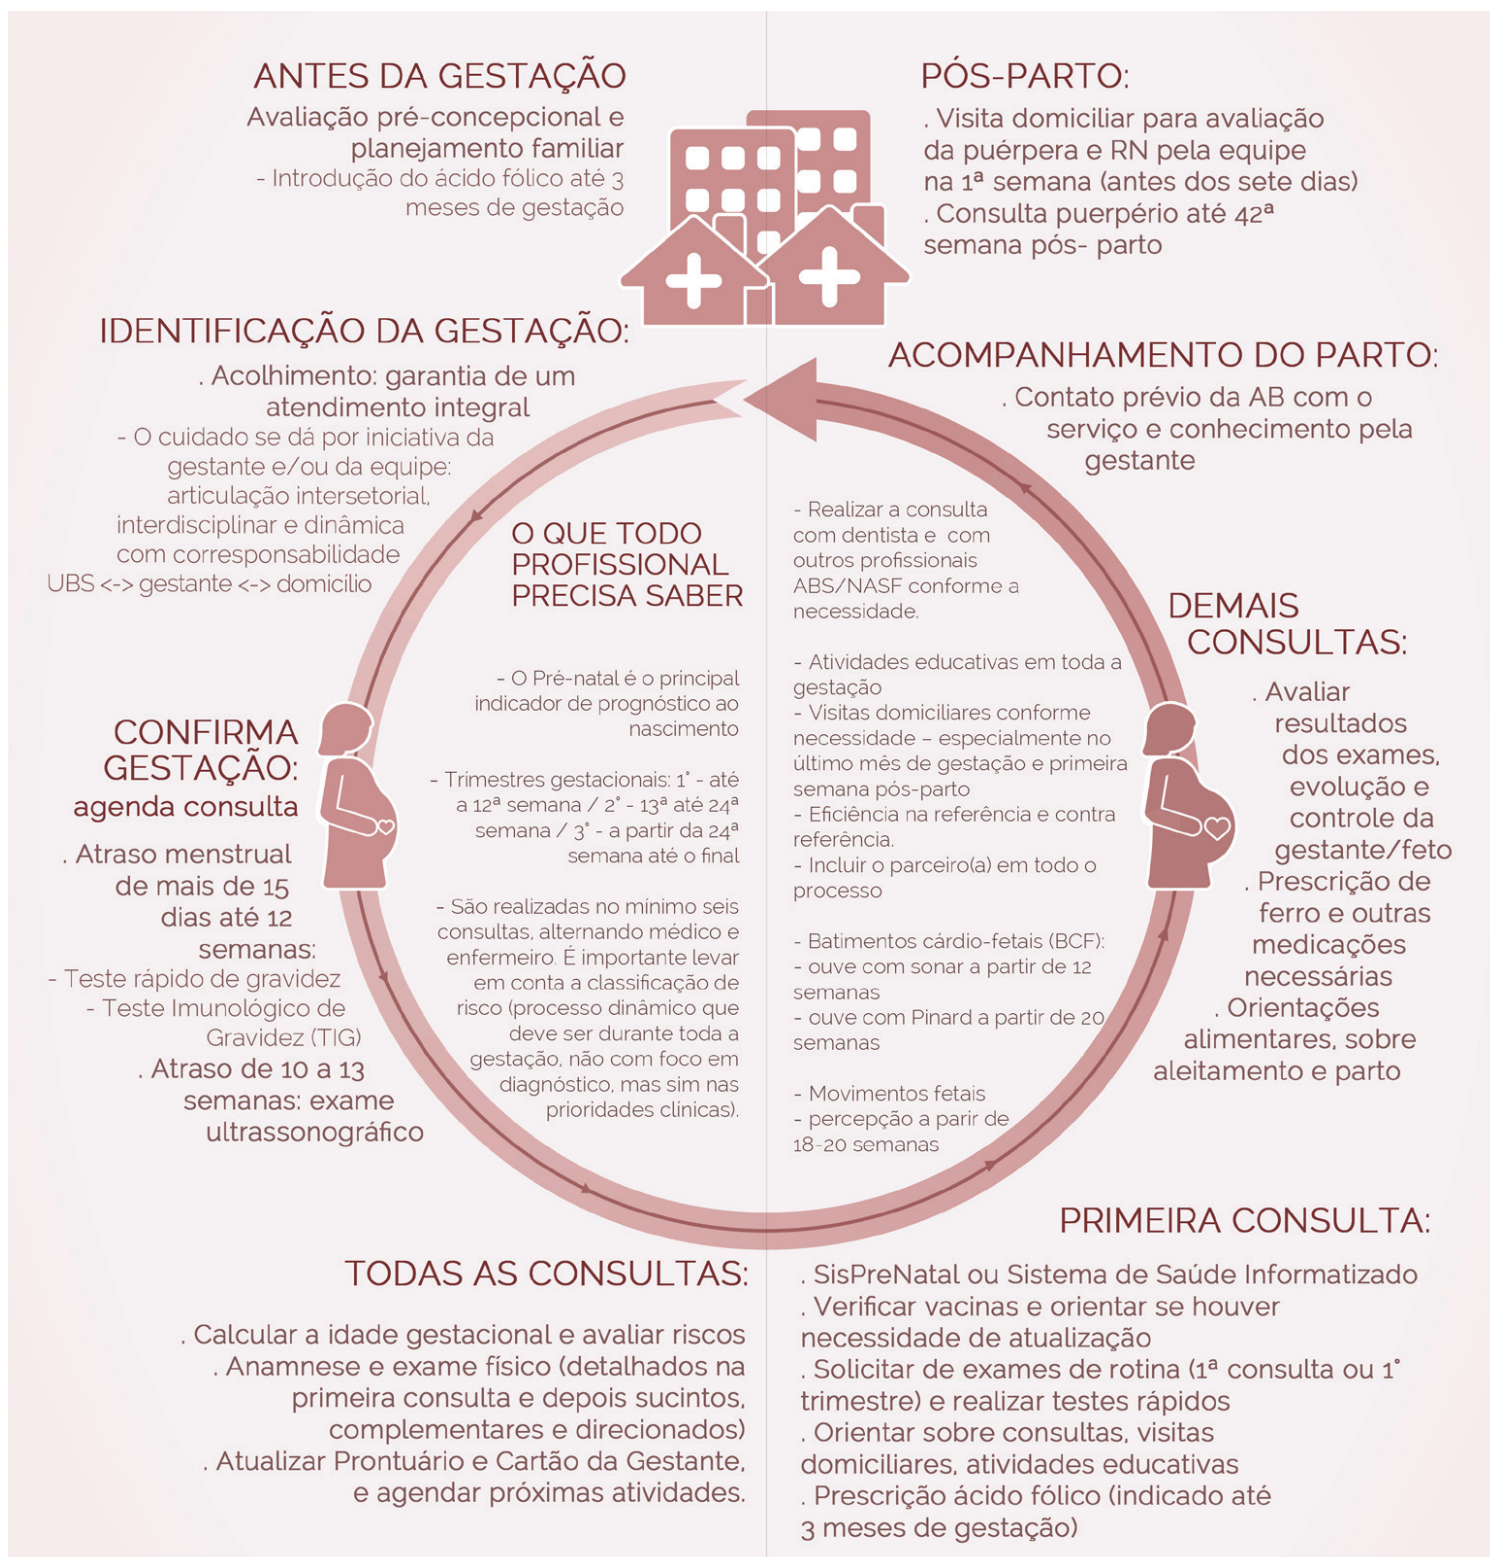 ANTES DA GESTAÇÃO
Avaliação pré-concepcional e
planejamento familiar
- Introdução do ácido fólico até 3
meses de gestação
PÓS-PARTO:
. Visita domiciliar para avaliação
da puérpera e RN pela equipe
na 1ª semana (antes dos sete dias)
. Consulta puerpério até 42ª
semana pós- parto
IDENTIFICAÇÃO DA GESTAÇÃO:
. Acolhimento: garantia de um
atendimento integral
- O cuidado se dá por iniciativa da
gestante e/ou da equipe:
articulação intersetorial,
interdisciplinar e dinâmica
com corresponsabilidade
UBS <-> gestante <-> domicílio
ACOMPANHAMENTO DO PARTO:
. Contato prévio da AB com o
serviço e conhecimento pela
gestante
O QUE TODO
PROFISSIONAL
PRECISA SABER
- O Pré-natal é o principal
indicador de prognóstico ao
nascimento
- Trimestres gestacionais: 1° - até
a 12ª semana / 2° - 13ª até 24ª
semana / 3° - a partir da 24ª
semana até o final
- São realizadas no mínimo seis
consultas, alternando médico e
enfermeiro. É importante levar
em conta a classificação de
risco (processo dinâmico que
deve ser durante toda a
gestação, não com foco em
diagnóstico, mas sim nas
prioridades clínicas).
- Realizar a consulta
com dentista e com
outros profissionais
ABS/NASF conforme a
necessidade.
- Atividades educativas em toda a
gestação
- Visitas domiciliares conforme
necessidade – especialmente no
último mês de gestação e primeira
semana pós-parto
- Eficiência na referência e contra
referência.
- Incluir o parceiro(a) em todo o
processo
- Batimentos cárdio-fetais (BCF):
- ouve com sonar a partir de 12
semanas
- ouve com Pinard a partir de 20
semanas
- Movimentos fetais
- percepção a parir de
18-20 semanas
CONFIRMA
GESTAÇÃO:
agenda consulta
. Atraso menstrual
de mais de 15
dias até 12
semanas:
- Teste rápido de gravidez
- Teste Imunológico de
Gravidez (TIG)
. Atraso de 10 a 13
semanas: exame
ultrassonográfico
DEMAIS
CONSULTAS:
. Avaliar
resultados
dos exames,
evolução e
controle da
gestante/feto
. Prescrição de
ferro e outras
medicações
necessárias
. Orientações
alimentares, sobre
aleitamento e parto
TODAS AS CONSULTAS:
. Calcular a idade gestacional e avaliar riscos
. Anamnese e exame físico (detalhados na
primeira consulta e depois sucintos,
complementares e direcionados)
. Atualizar Prontuário e Cartão da Gestante,
e agendar próximas atividades.
PRIMEIRA CONSULTA:
. SisPreNatal ou Sistema de Saúde Informatizado
. Verificar vacinas e orientar se houver
necessidade de atualização
. Solicitar de exames de rotina (1ª consulta ou 1°
trimestre) e realizar testes rápidos
. Orientar sobre consultas, visitas
domiciliares, atividades educativas
. Prescrição ácido fólico (indicado até
3 meses de gestação)